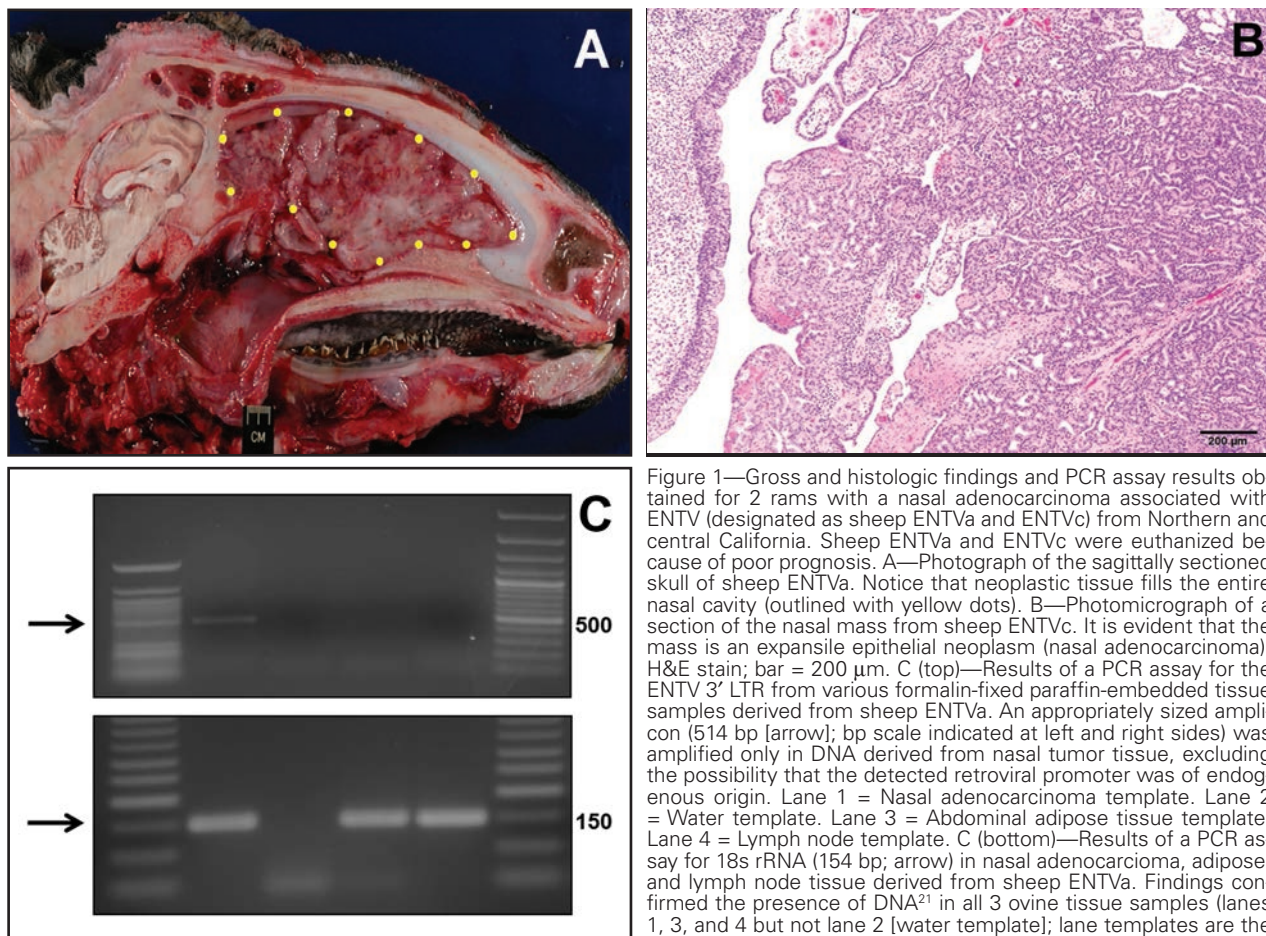 A
CM
B
200 µm
C
500
150
Figure 1—Gross and histologic findings and PCR assay results ob-
tained for 2 rams with a nasal adenocarcinoma associated with
ENTV (designated as sheep ENTVa and ENTVc) from Northern and
central California. Sheep ENTVa and ENTVc were euthanized be-
cause of poor prognosis. A—Photograph of the sagittally sectioned
skull of sheep ENTVa. Notice that neoplastic tissue fills the entire
nasal cavity (outlined with yellow dots). B—Photomicrograph of a
section of the nasal mass from sheep ENTVc. It is evident that the
mass is an expansile epithelial neoplasm (nasal adenocarcinoma)
H&E stain; bar = 200 µm. C (top)—Results of a PCR assay for the
ENTV 3′ LTR from various formalin-fixed paraffin-embedded tissue
samples derived from sheep ENTVa. An appropriately sized ampli-
con (514 bp [arrow]; bp scale indicated at left and right sides) was
amplified only in DNA derived from nasal tumor tissue, excluding
the possibility that the detected retroviral promoter was of endog-
enous origin. Lane 1 = Nasal adenocarcinoma template. Lane 2
= Water template. Lane 3 = Abdominal adipose tissue template
Lane 4 = Lymph node template. C (bottom)—Results of a PCR as-
say for 18s rRNA (154 bp; arrow) in nasal adenocarcioma, adipose
and lymph node tissue derived from sheep ENTVa. Findings con-
firmed the presence of DNA21 in all 3 ovine tissue samples (lanes
1, 3, and 4 but not lane 2 [water template]; lane templates are the